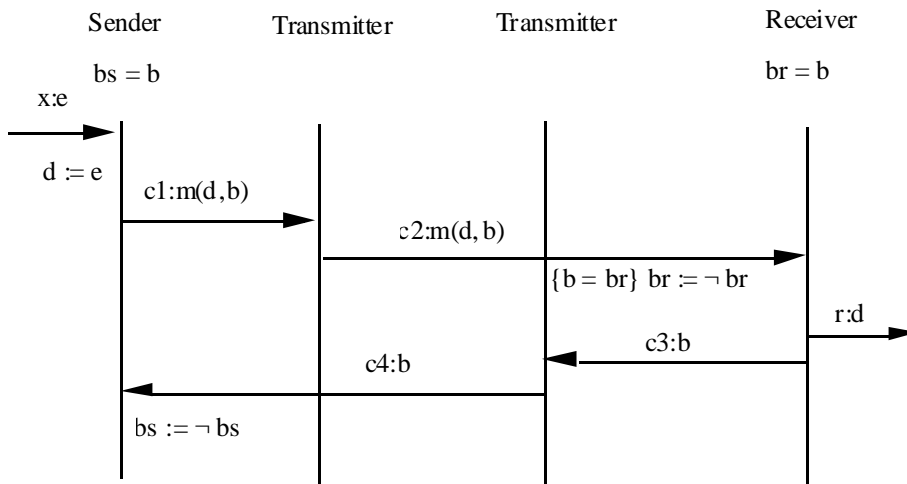 Sender
Transmitter
Transmitter
Receiver
bs = b
br = b
x:e
d := e
c1:m(d,b)
c2:m(d, b)
{b = br} br := ¬ br
r:d
c3:b
c4:b
bs := ¬ bs